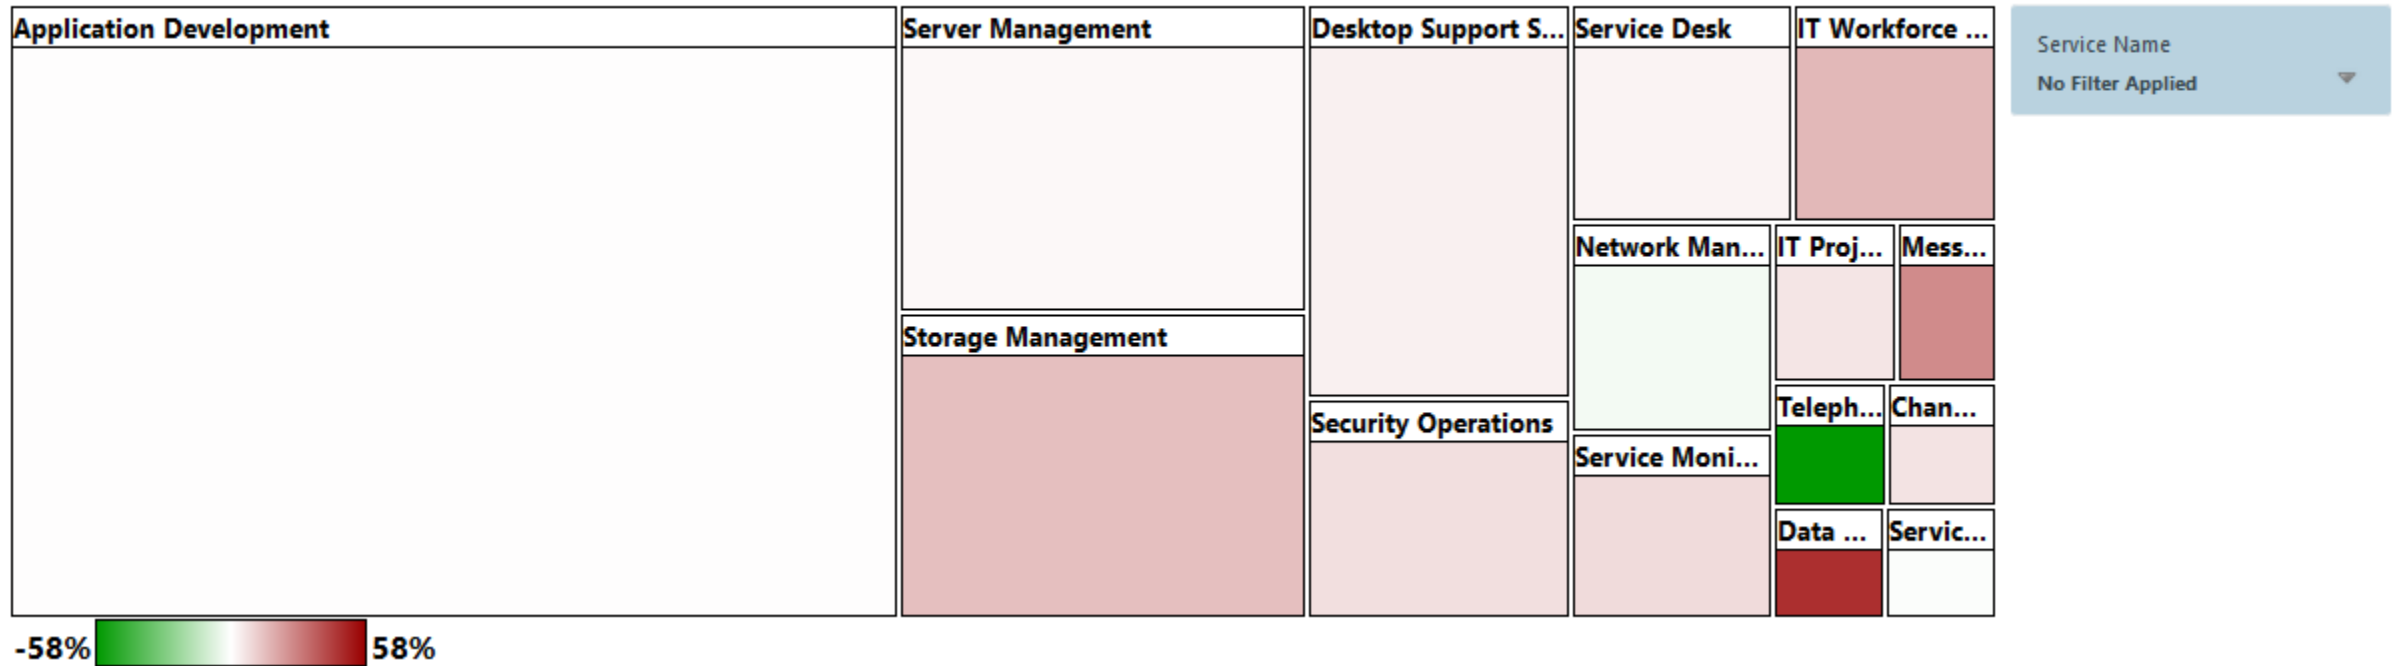 Application Development
Server Management
Desktop Support S...
Service Desk
IT Workforce ...
Service Name
No Filter Applied
Network Man...
IT Proj...
Mess...
Storage Management
Teleph...
Chan...
Security Operations
Service Moni...
Data ...
Servic...
-58%
58%